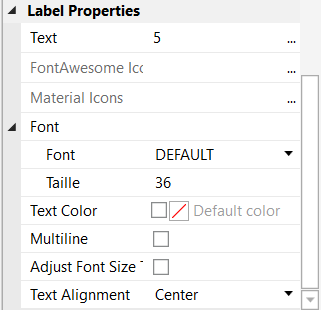 Label Properties
Text 5 ...
FontAwesome Icc ...
Material Icons ...
Font
Font DEFAULT
Taille 36
Text Color Default color
Multiline
Adjust Font Size
Text Alignment Center